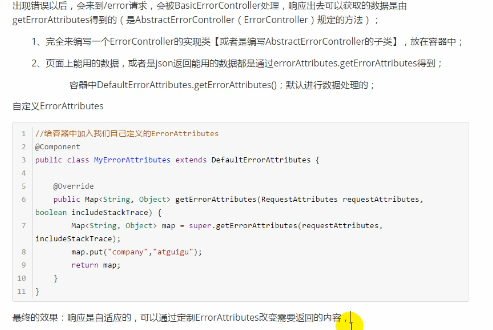 出现错误以后，会来到/error请求，会被BasicErrorController处理，响应出去可以获取的数据是由
getErrorAttributes得到的（是AbstractErrorController（ErrorController）规定的方法）；
1、完全来编写一个ErrorController的实现类【或者是编写AbstractErrorController的子类】，放在容器中；
2、页面上能用的数据，或者是json返回能用的数据都是通过errorAttributes.getErrorAttributes得到；
容器中DefaultErrorAttributes.getErrorAttributes()；默认进行数据处理的；
自定义ErrorAttributes
1 //给容器中加入我们自己定义的ErrorAttributes
2 @Component
3 public class MyErrorAttributes extends DefaultErrorAttributes {
4
5 @Override
6 public Map<String, Object> getErrorAttributes(RequestAttributes requestAttributes,
boolean includeStackTrace) {
7 Map<String, Object> map = super.getErrorAttributes(requestAttributes,
includeStackTrace);
8 map.put("company","atguigu");
9 return map;
10 }
11 }
最终的效果：响应是自适应的，可以通过定制ErrorAttributes改变需要返回的内容，